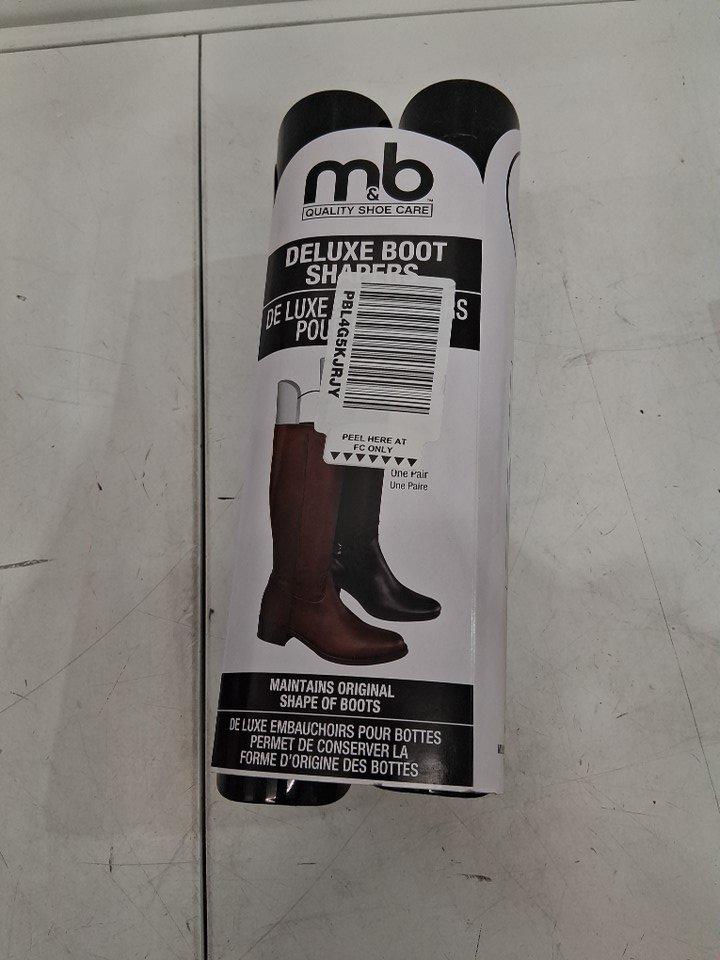 m&b
QUALITY SHOE CARE
DELUXE BOOT
SHAPERS
DE LUXE
POU
PBL4G5KJRJY
PEEL HERE AT
FC ONLY
One Pair
Une Paire
MAINTAINS ORIGINAL
SHAPE OF BOOTS
DE LUXE EMBAUCHOIRS POUR BOTTES
PERMET DE CONSERVER LA
FORME D'ORIGINE DES BOTTES